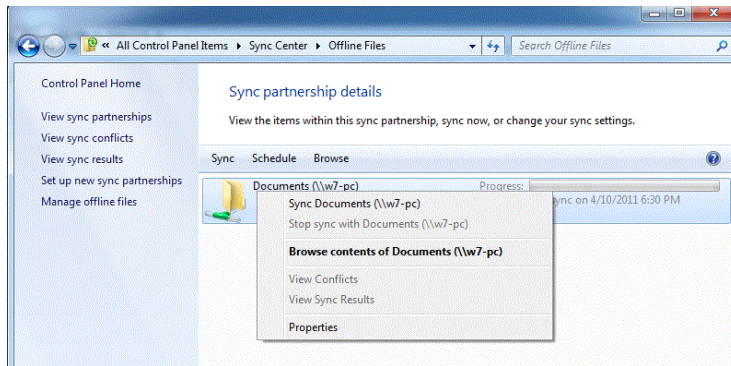 « All Control Panel Items ▸ Sync Center ▸ Offline Files
Search Offline Files
Control Panel Home
View sync partnerships
View sync conflicts
View sync results
Set up new sync partnerships
Manage offline files
Sync partnership details
View the items within this sync partnership, sync now, or change your sync settings.
Sync Schedule Browse
Documents (\\w7-pc) Progress:
sync on 4/10/2011 6:30 PM
Sync Documents (\\w7-pc)
Stop sync with Documents (\\w7-pc)
Browse contents of Documents (\\w7-pc)
View Conflicts
View Sync Results
Properties